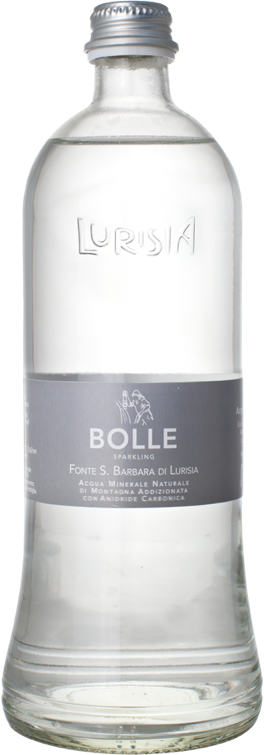 LURISIA
BOLLE
SPARKLING
FONTE S. BARBARA DI LURISIA
ACQUA MINERALE NATURALE
DI MONTAGNA ADDIZIONATA
CON ANIDRIDE CARBONICA